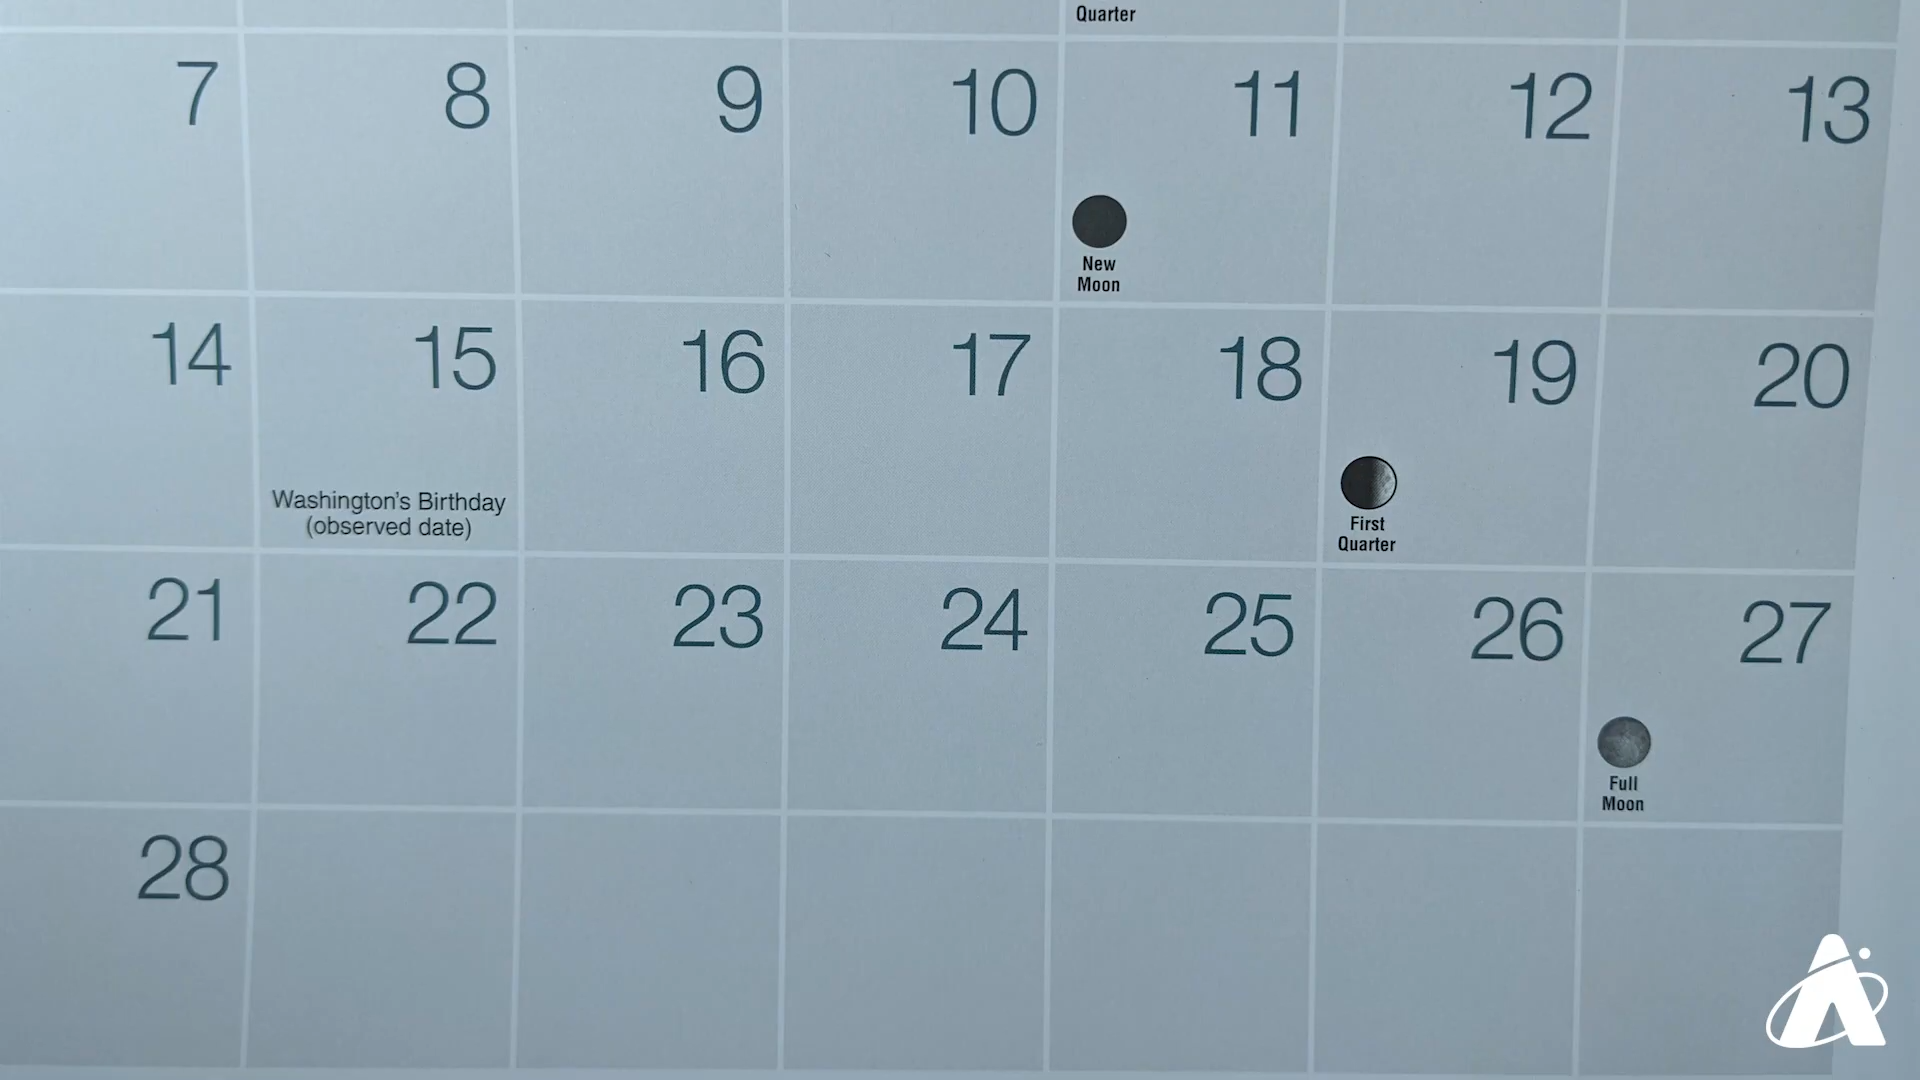 Quarter
7 8 9 10 11 12 13
New
Moon
14 15 16 17 18 19 20
Washington's Birthday
(observed date)
First
Quarter
21 22 23 24 25 26 27
Full
Moon
28